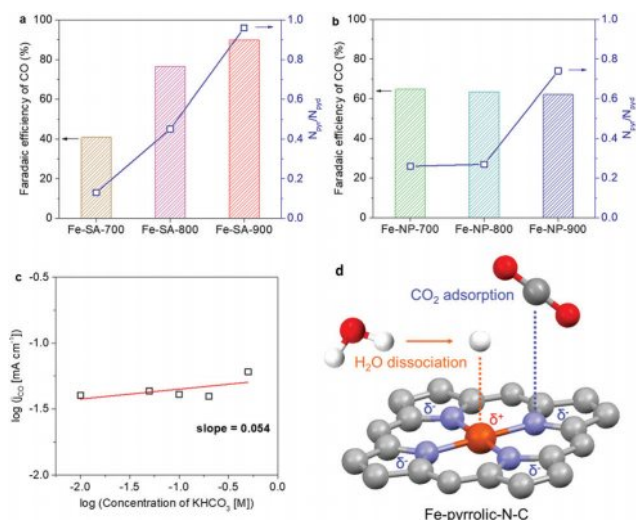 a
Faradaic efficiency of CO (%)
100
80
60
40
20
0
1.0
0.8
0.6
0.4
0.2
0.0
Npyr/Npyd
Fe-SA-700 Fe-SA-800 Fe-SA-900
b
Faradaic efficiency of CO (%)
100
80
60
40
20
0
1.0
0.8
0.6
0.4
0.2
0.0
Npyr/Npyd
Fe-NP-700 Fe-NP-800 Fe-NP-900
c
log (jCO [mA cm⁻¹])
-0.5
-1.0
-1.5
-2.0
slope = 0.054
-2.0 -1.5 -1.0 -0.5 0.0
log (Concentration of KHCO₃ [M])
d
CO₂ adsorption
H₂O dissociation
δ⁻ δ⁺ δ⁻
δ⁻ δ⁻
Fe-pyrrolic-N-C